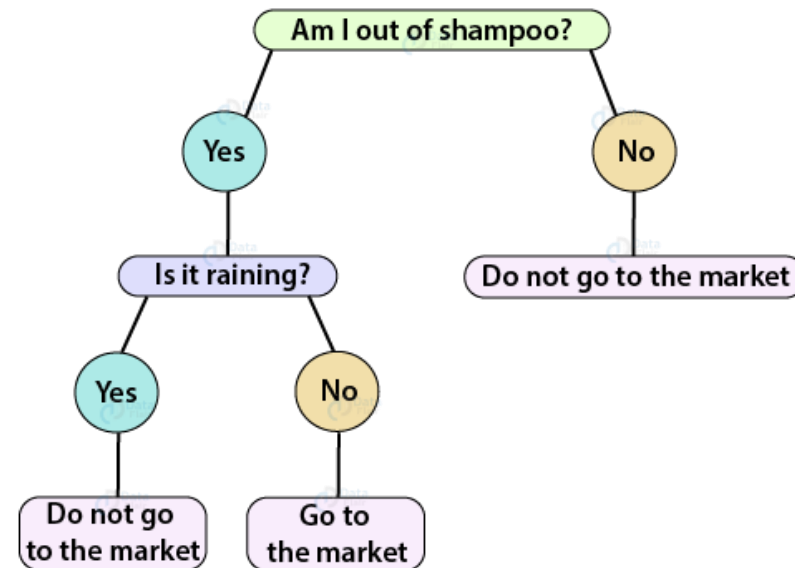 Am I out of shampoo?
Yes
No
Is it raining?
Do not go to the market
Yes
No
Do not go
to the market
Go to
the market